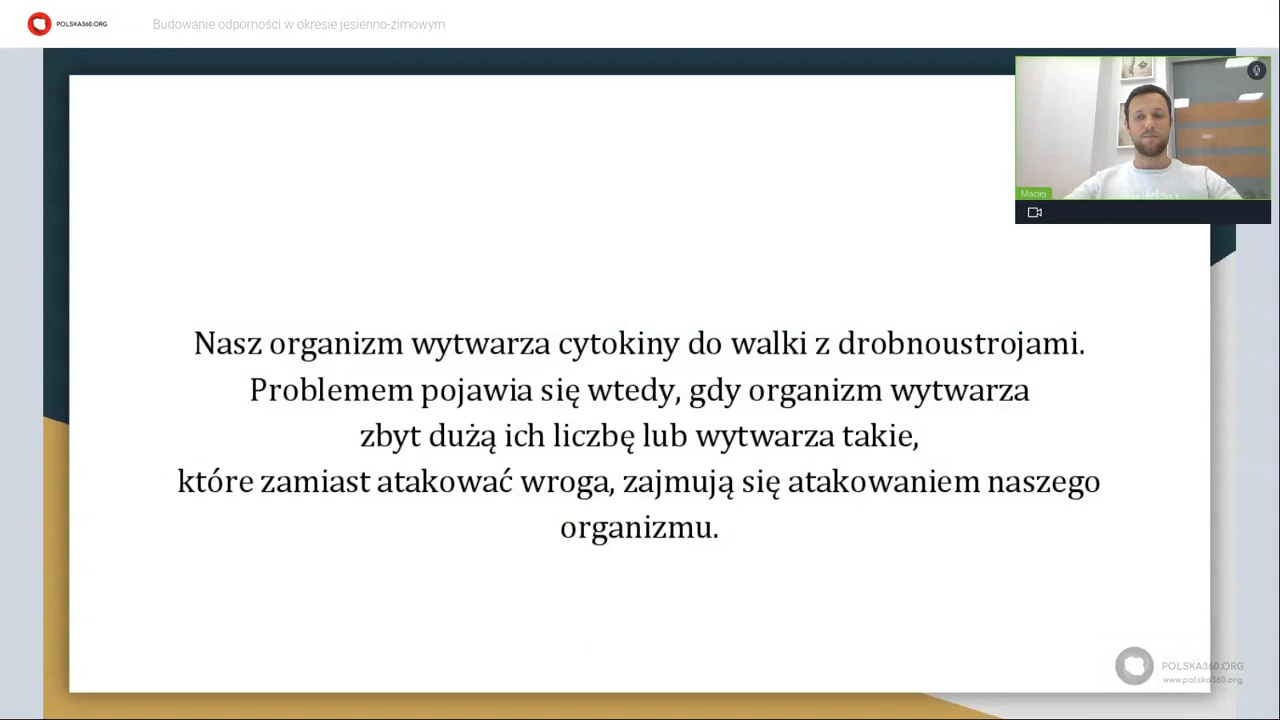 POLSKA360.ORG
Budowanie odporności w okresie jesienno-zimowym
Maciej
Nasz organizm wytwarza cytokiny do walki z drobnoustrojami.
Problemem pojawia się wtedy, gdy organizm wytwarza
zbyt dużą ich liczbę lub wytwarza takie,
które zamiast atakować wroga, zajmują się atakowaniem naszego
organizmu.
POLSKA360.ORG
www.polska360.org